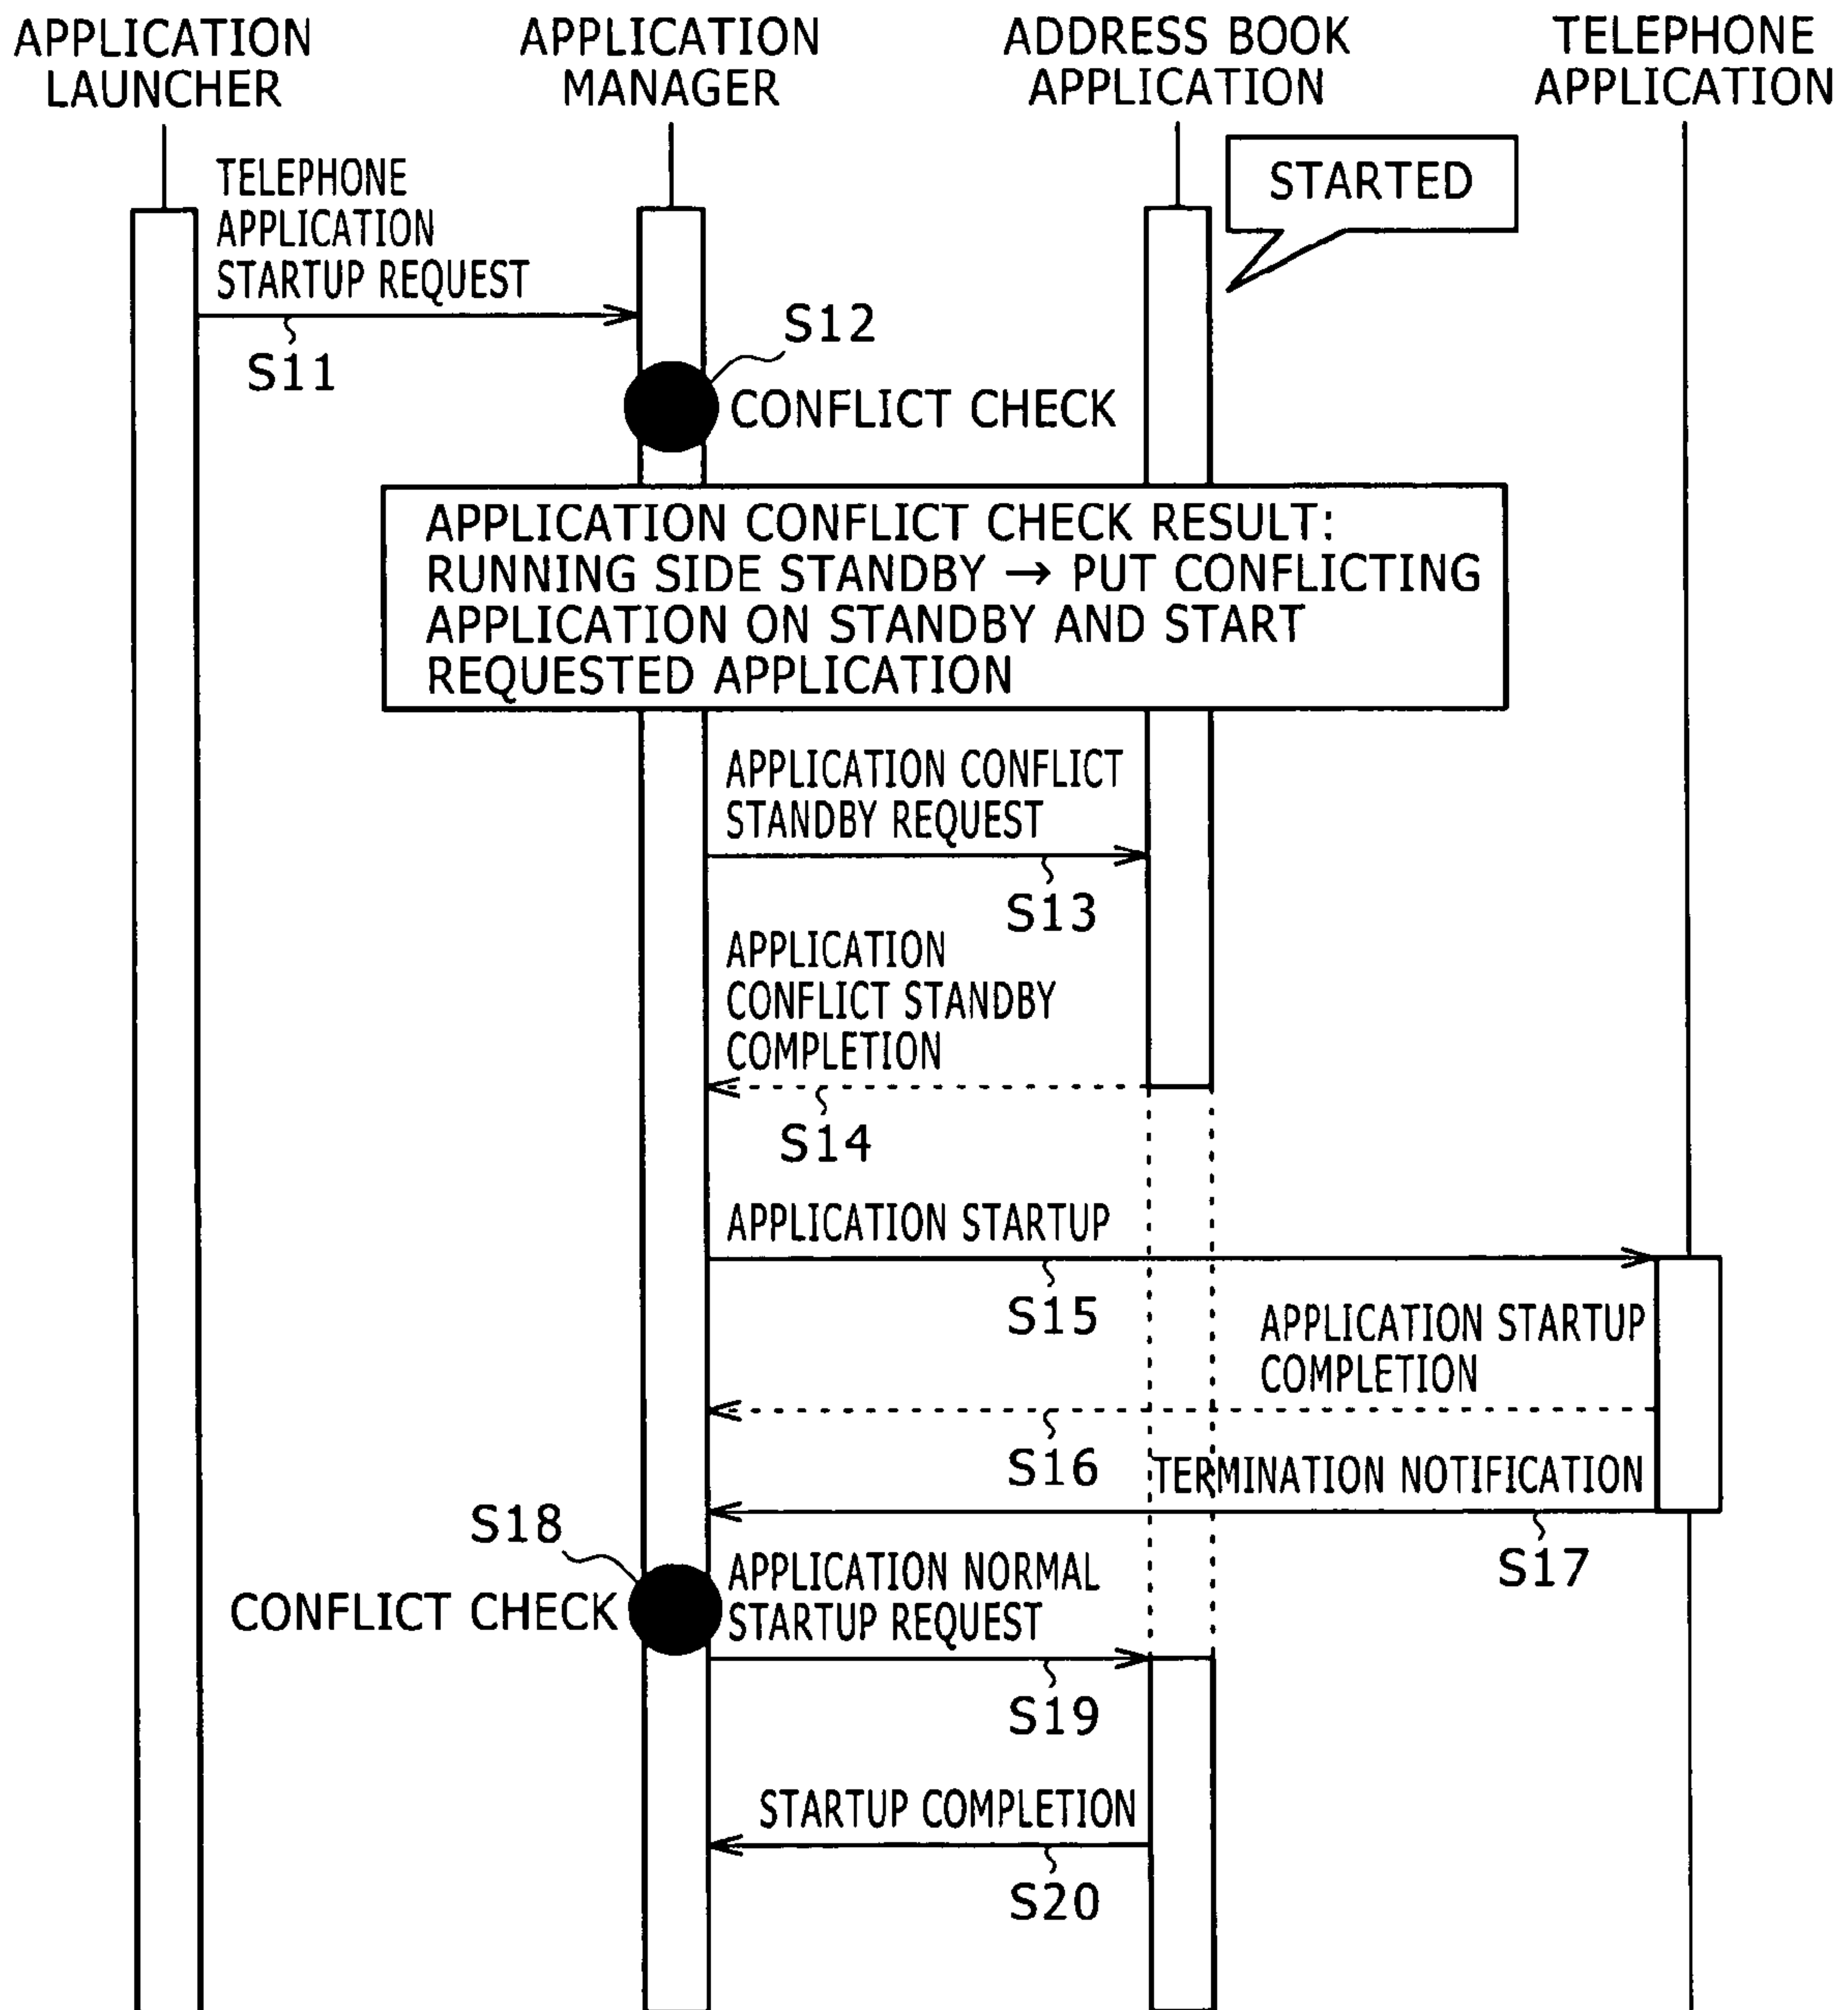 APPLICATION
LAUNCHER
APPLICATION
MANAGER
ADDRESS BOOK
APPLICATION
TELEPHONE
APPLICATION
STARTED
TELEPHONE
APPLICATION
STARTUP REQUEST
S11
S12
CONFLICT CHECK
APPLICATION CONFLICT CHECK RESULT:
RUNNING SIDE STANDBY → PUT CONFLICTING
APPLICATION ON STANDBY AND START
REQUESTED APPLICATION
APPLICATION CONFLICT
STANDBY REQUEST
S13
APPLICATION
CONFLICT STANDBY
COMPLETION
S14
APPLICATION STARTUP
S15
APPLICATION STARTUP
COMPLETION
S16
TERMINATION NOTIFICATION
S17
S18
CONFLICT CHECK
APPLICATION NORMAL
STARTUP REQUEST
S19
STARTUP COMPLETION
S20